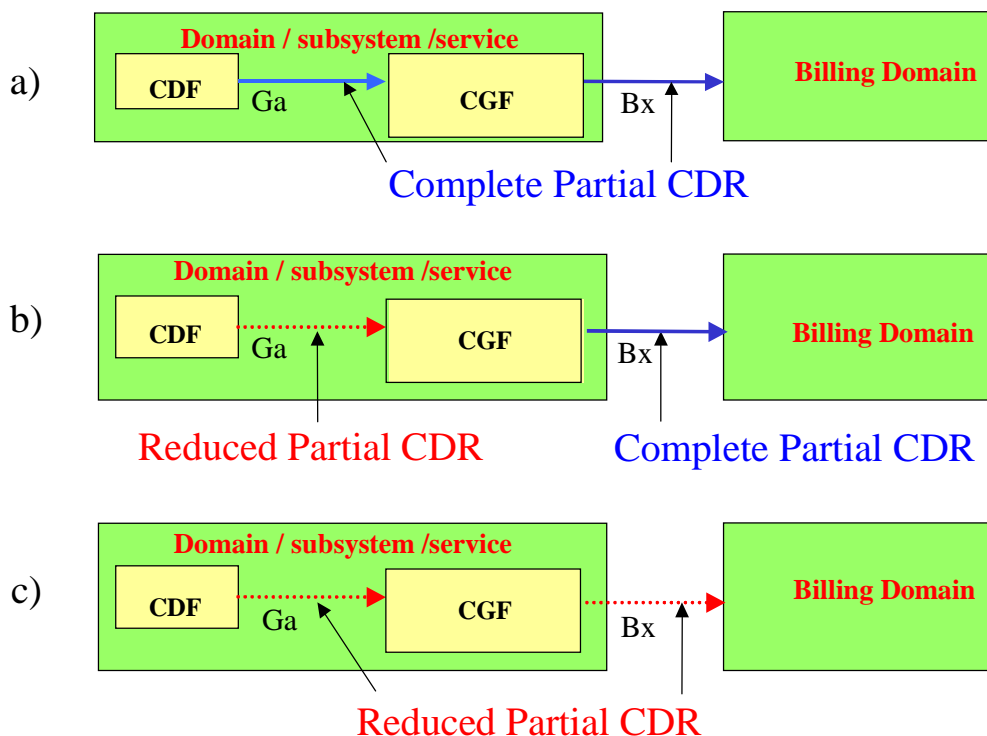 a)
Domain / subsystem /service
CDF
Ga
CGF
Bx
Billing Domain
Complete Partial CDR
b)
Domain / subsystem /service
CDF
Ga
CGF
Bx
Billing Domain
Reduced Partial CDR
Complete Partial CDR
c)
Domain / subsystem /service
CDF
Ga
CGF
Bx
Billing Domain
Reduced Partial CDR